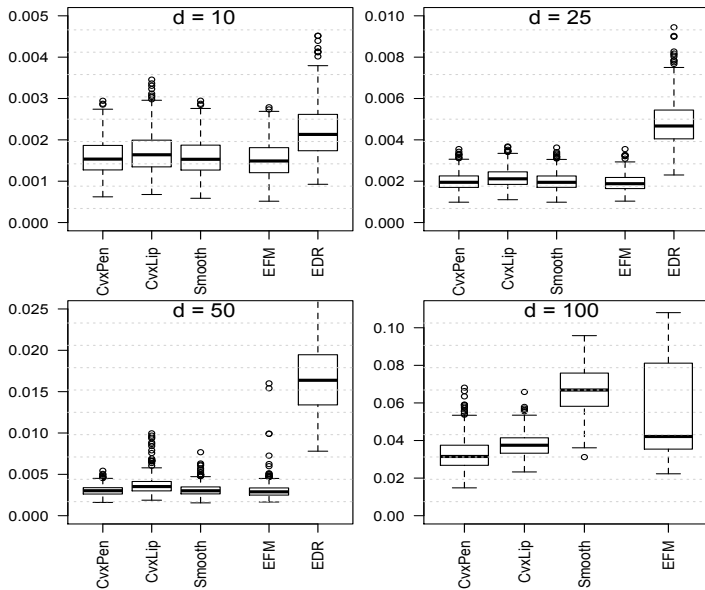 d = 10
0.005
0.004
0.003
0.002
0.001
0.000
CvxPen
CvxLip
Smooth
EFM
EDR
d = 25
0.010
0.008
0.006
0.004
0.002
0.000
CvxPen
CvxLip
Smooth
EFM
EDR
d = 50
0.025
0.020
0.015
0.010
0.005
0.000
CvxPen
CvxLip
Smooth
EFM
EDR
d = 100
0.10
0.08
0.06
0.04
0.02
0.00
CvxPen
CvxLip
Smooth
EFM